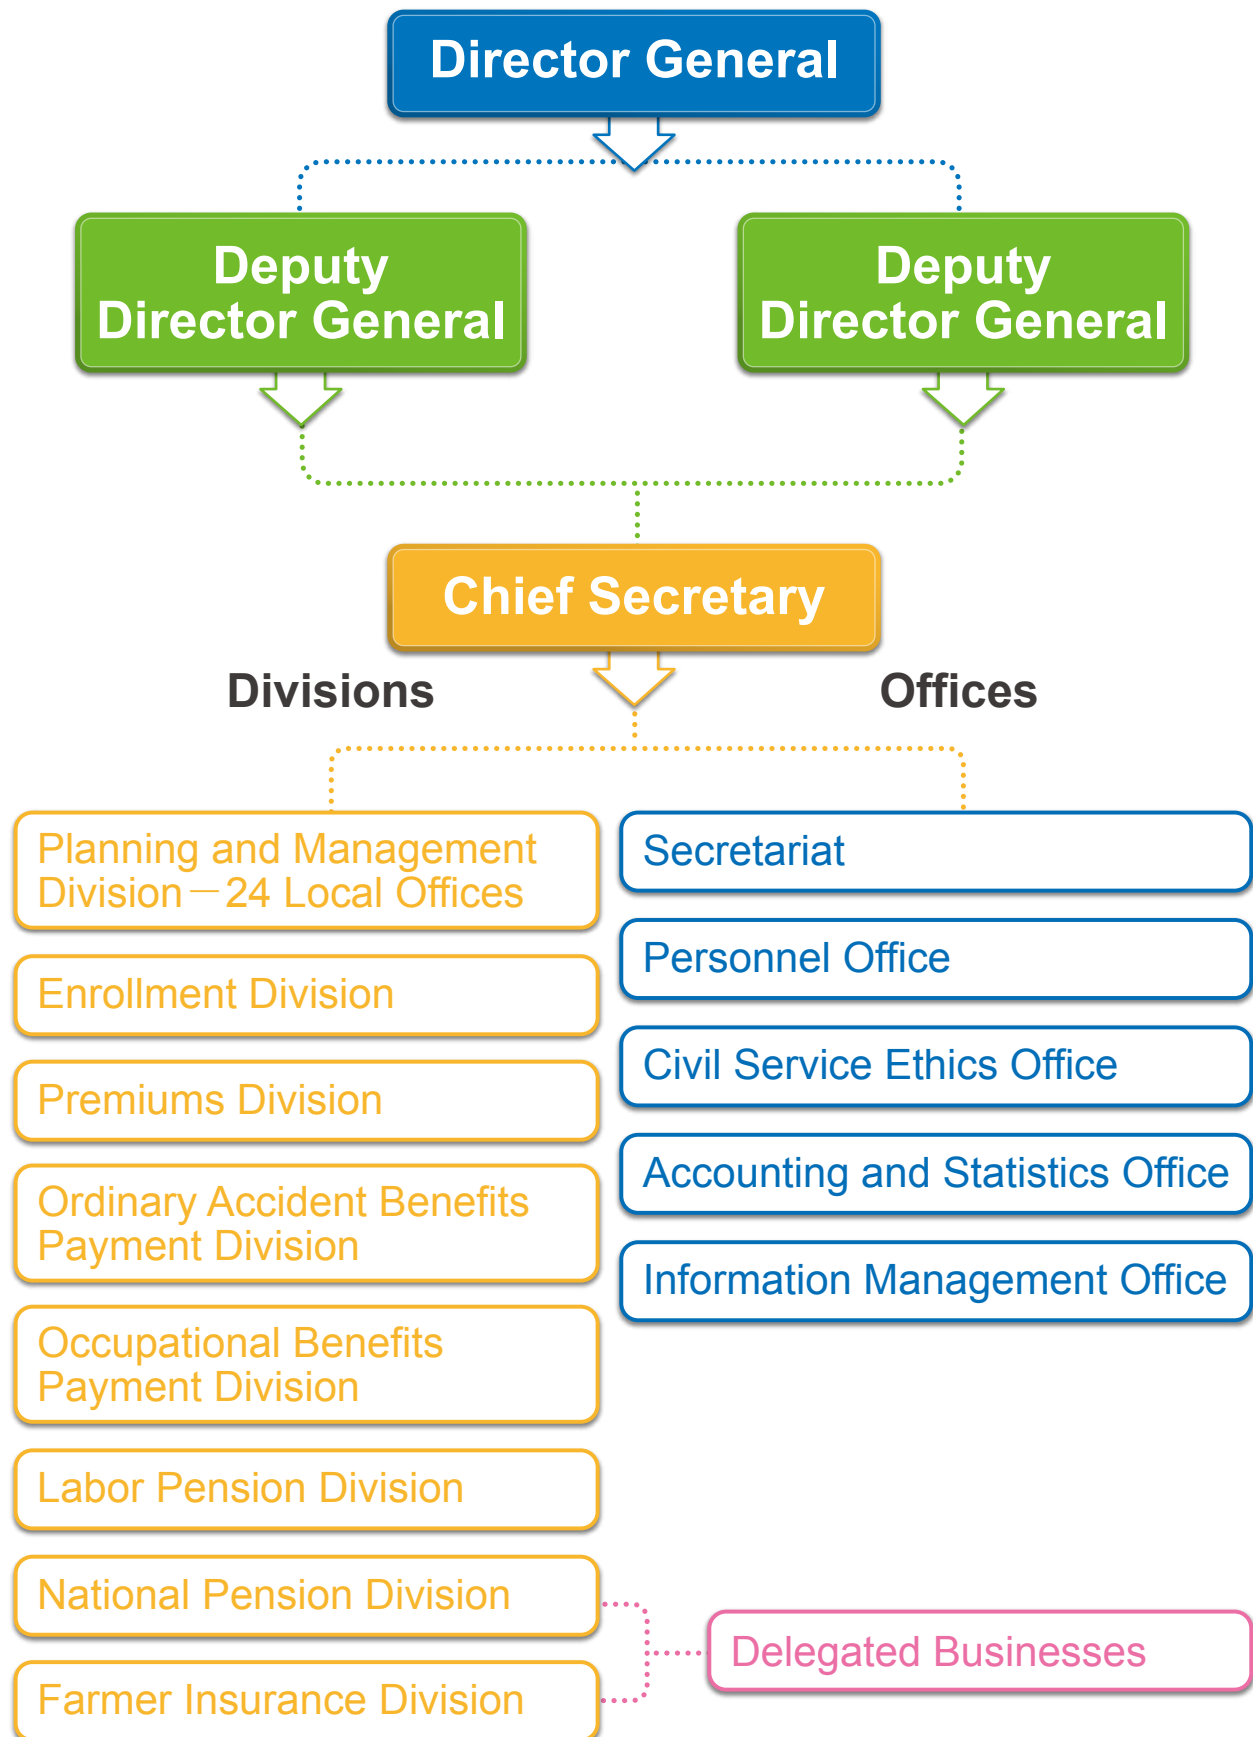 Director General
Deputy
Director General
Deputy
Director General
Chief Secretary
Divisions
Offices
Planning and Management
Division－24 Local Offices
Enrollment Division
Premiums Division
Ordinary Accident Benefits
Payment Division
Occupational Benefits
Payment Division
Labor Pension Division
National Pension Division
Farmer Insurance Division
Secretariat
Personnel Office
Civil Service Ethics Office
Accounting and Statistics Office
Information Management Office
Delegated Businesses